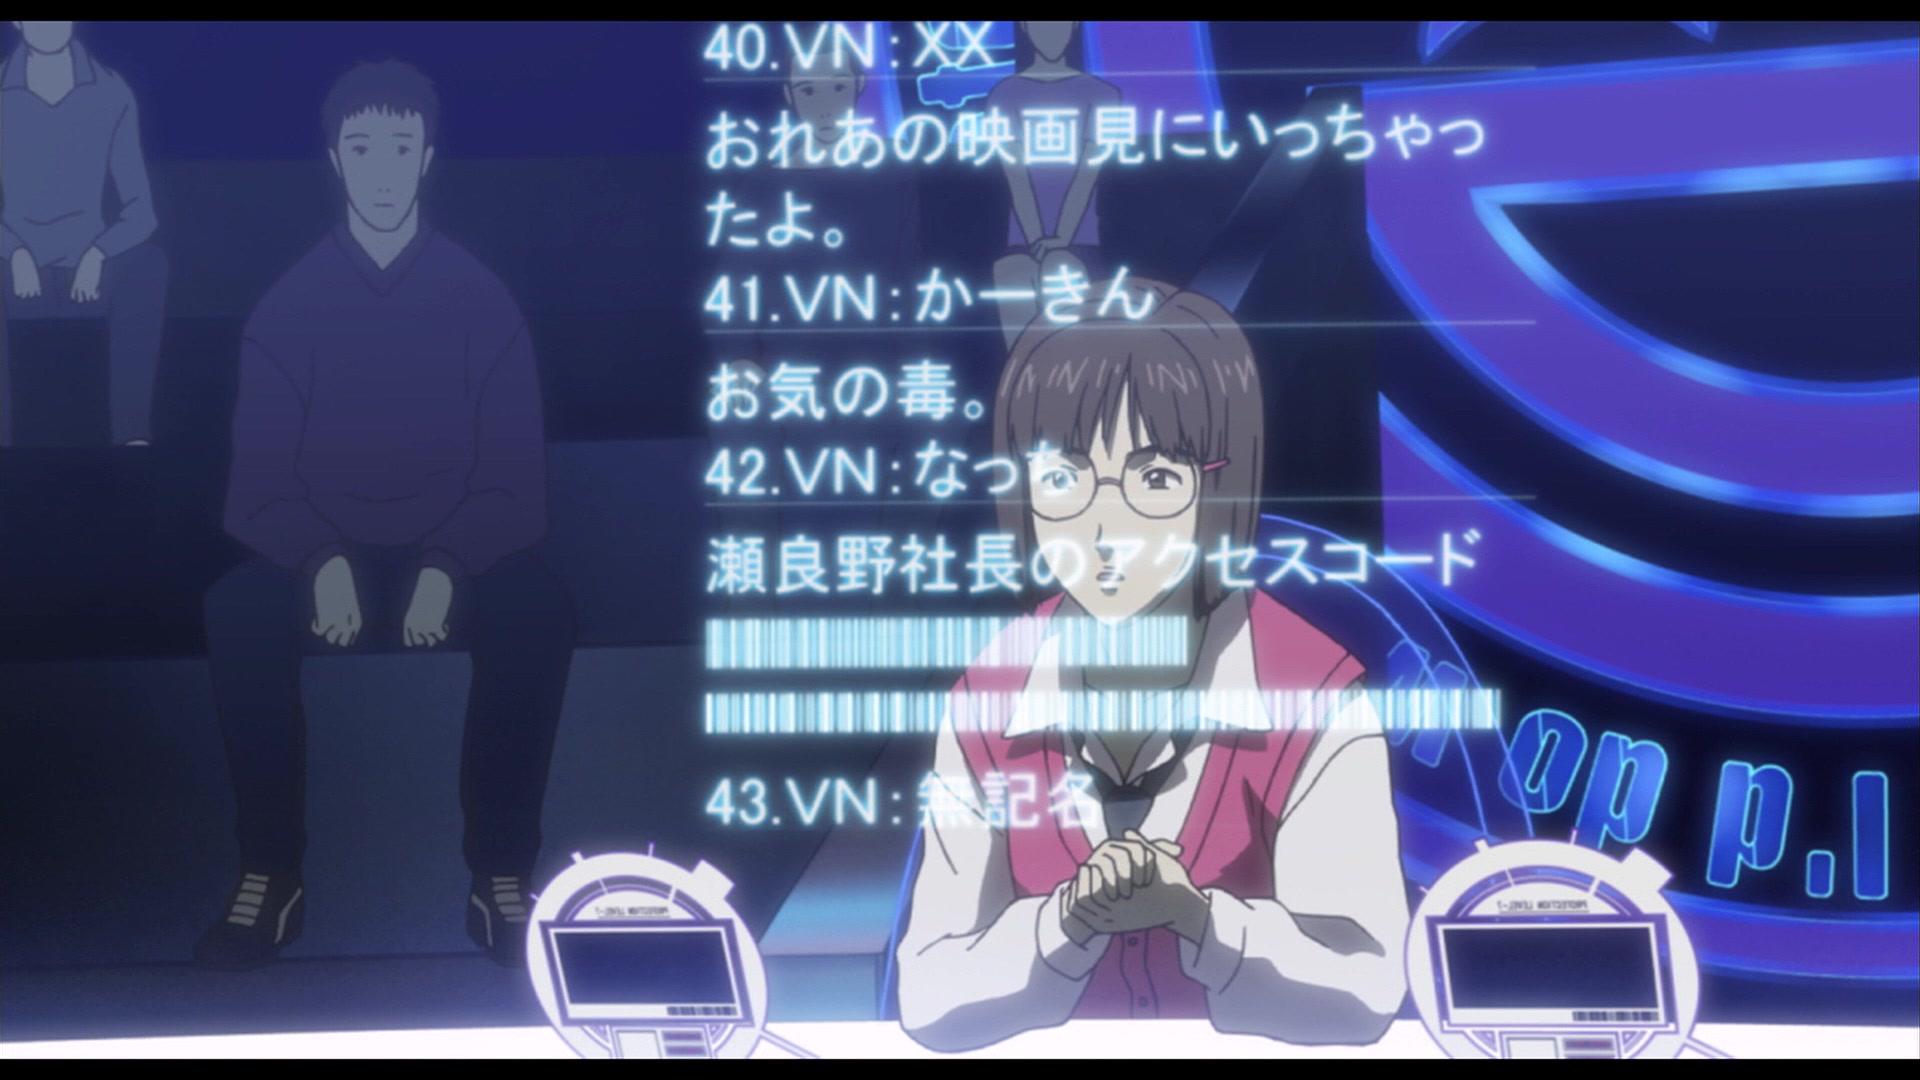 40.VN:XX
おれあの映画見にいっちゃっ
たよ。
41.VN:かーきん
お気の毒。
42.VN:なっち
瀬良野社長のアクセスコード
43.VN:無記名